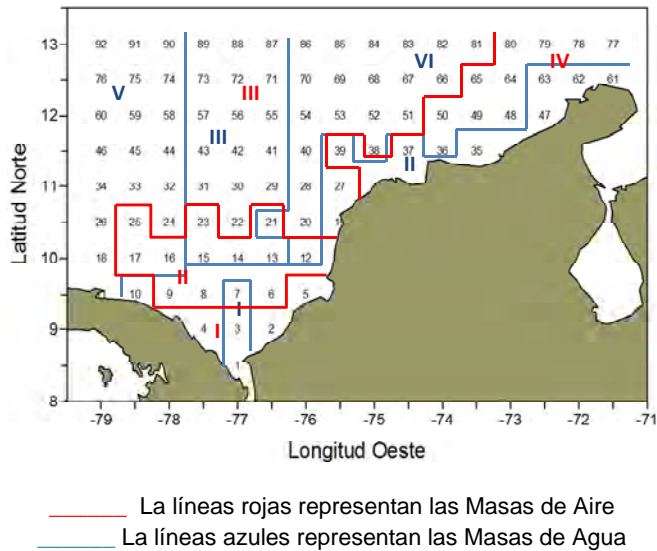 13
92 91 90 89 88 87 86 85 84 83 82 81 80 79 78 77
VI IV
76 75 74 73 72 71 70 69 68 67 66 65 64 63 62 61
V III
12
60 59 58 57 56 55 54 53 52 51 50 49 48 47
III
46 45 44 43 42 41 40 39 38 37 36 35
II
11
34 33 32 31 30 29 28 27
26 25 24 23 22 21 20
10
18 17 16 15 14 13 12
II
10 9 8 7 6 5
I
9
4 I 3 2
8
-79 -78 -77 -76 -75 -74 -73 -72 -71
Latitud Norte
Longitud Oeste
La líneas rojas representan las Masas de Aire
La líneas azules representan las Masas de Agua